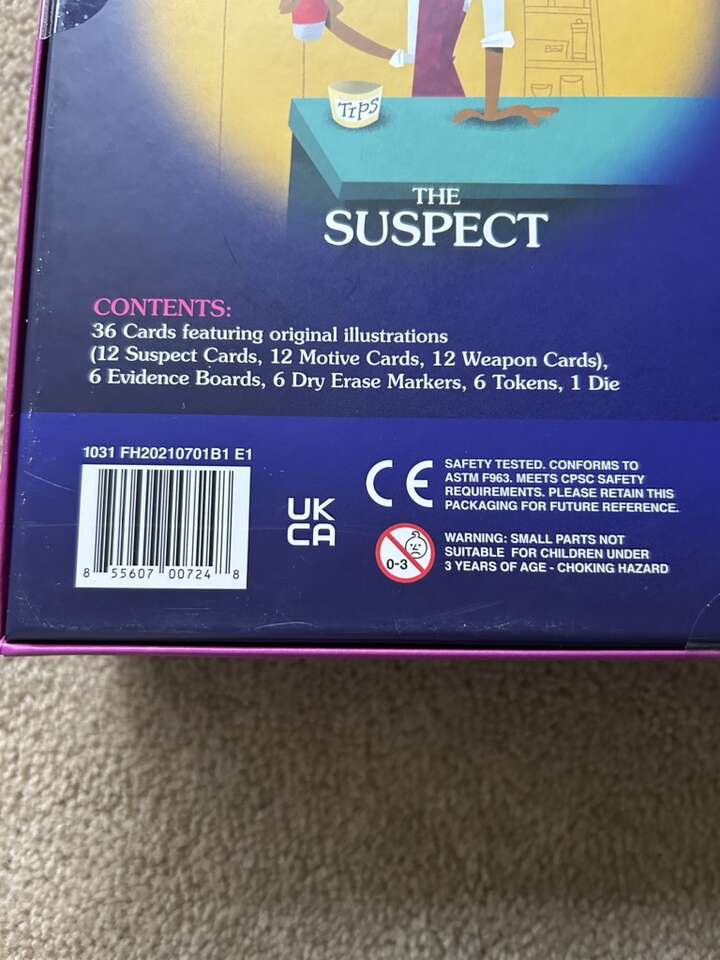 TIPS
THE
SUSPECT
CONTENTS:
36 Cards featuring original illustrations
(12 Suspect Cards, 12 Motive Cards, 12 Weapon Cards),
6 Evidence Boards, 6 Dry Erase Markers, 6 Tokens, 1 Die
1031 FH20210701B1 E1
8 55607 00724 8
UK
CA
CE
SAFETY TESTED. CONFORMS TO
ASTM F963. MEETS CPSC SAFETY
REQUIREMENTS. PLEASE RETAIN THIS
PACKAGING FOR FUTURE REFERENCE.
0-3
WARNING: SMALL PARTS NOT
SUITABLE FOR CHILDREN UNDER
3 YEARS OF AGE - CHOKING HAZARD